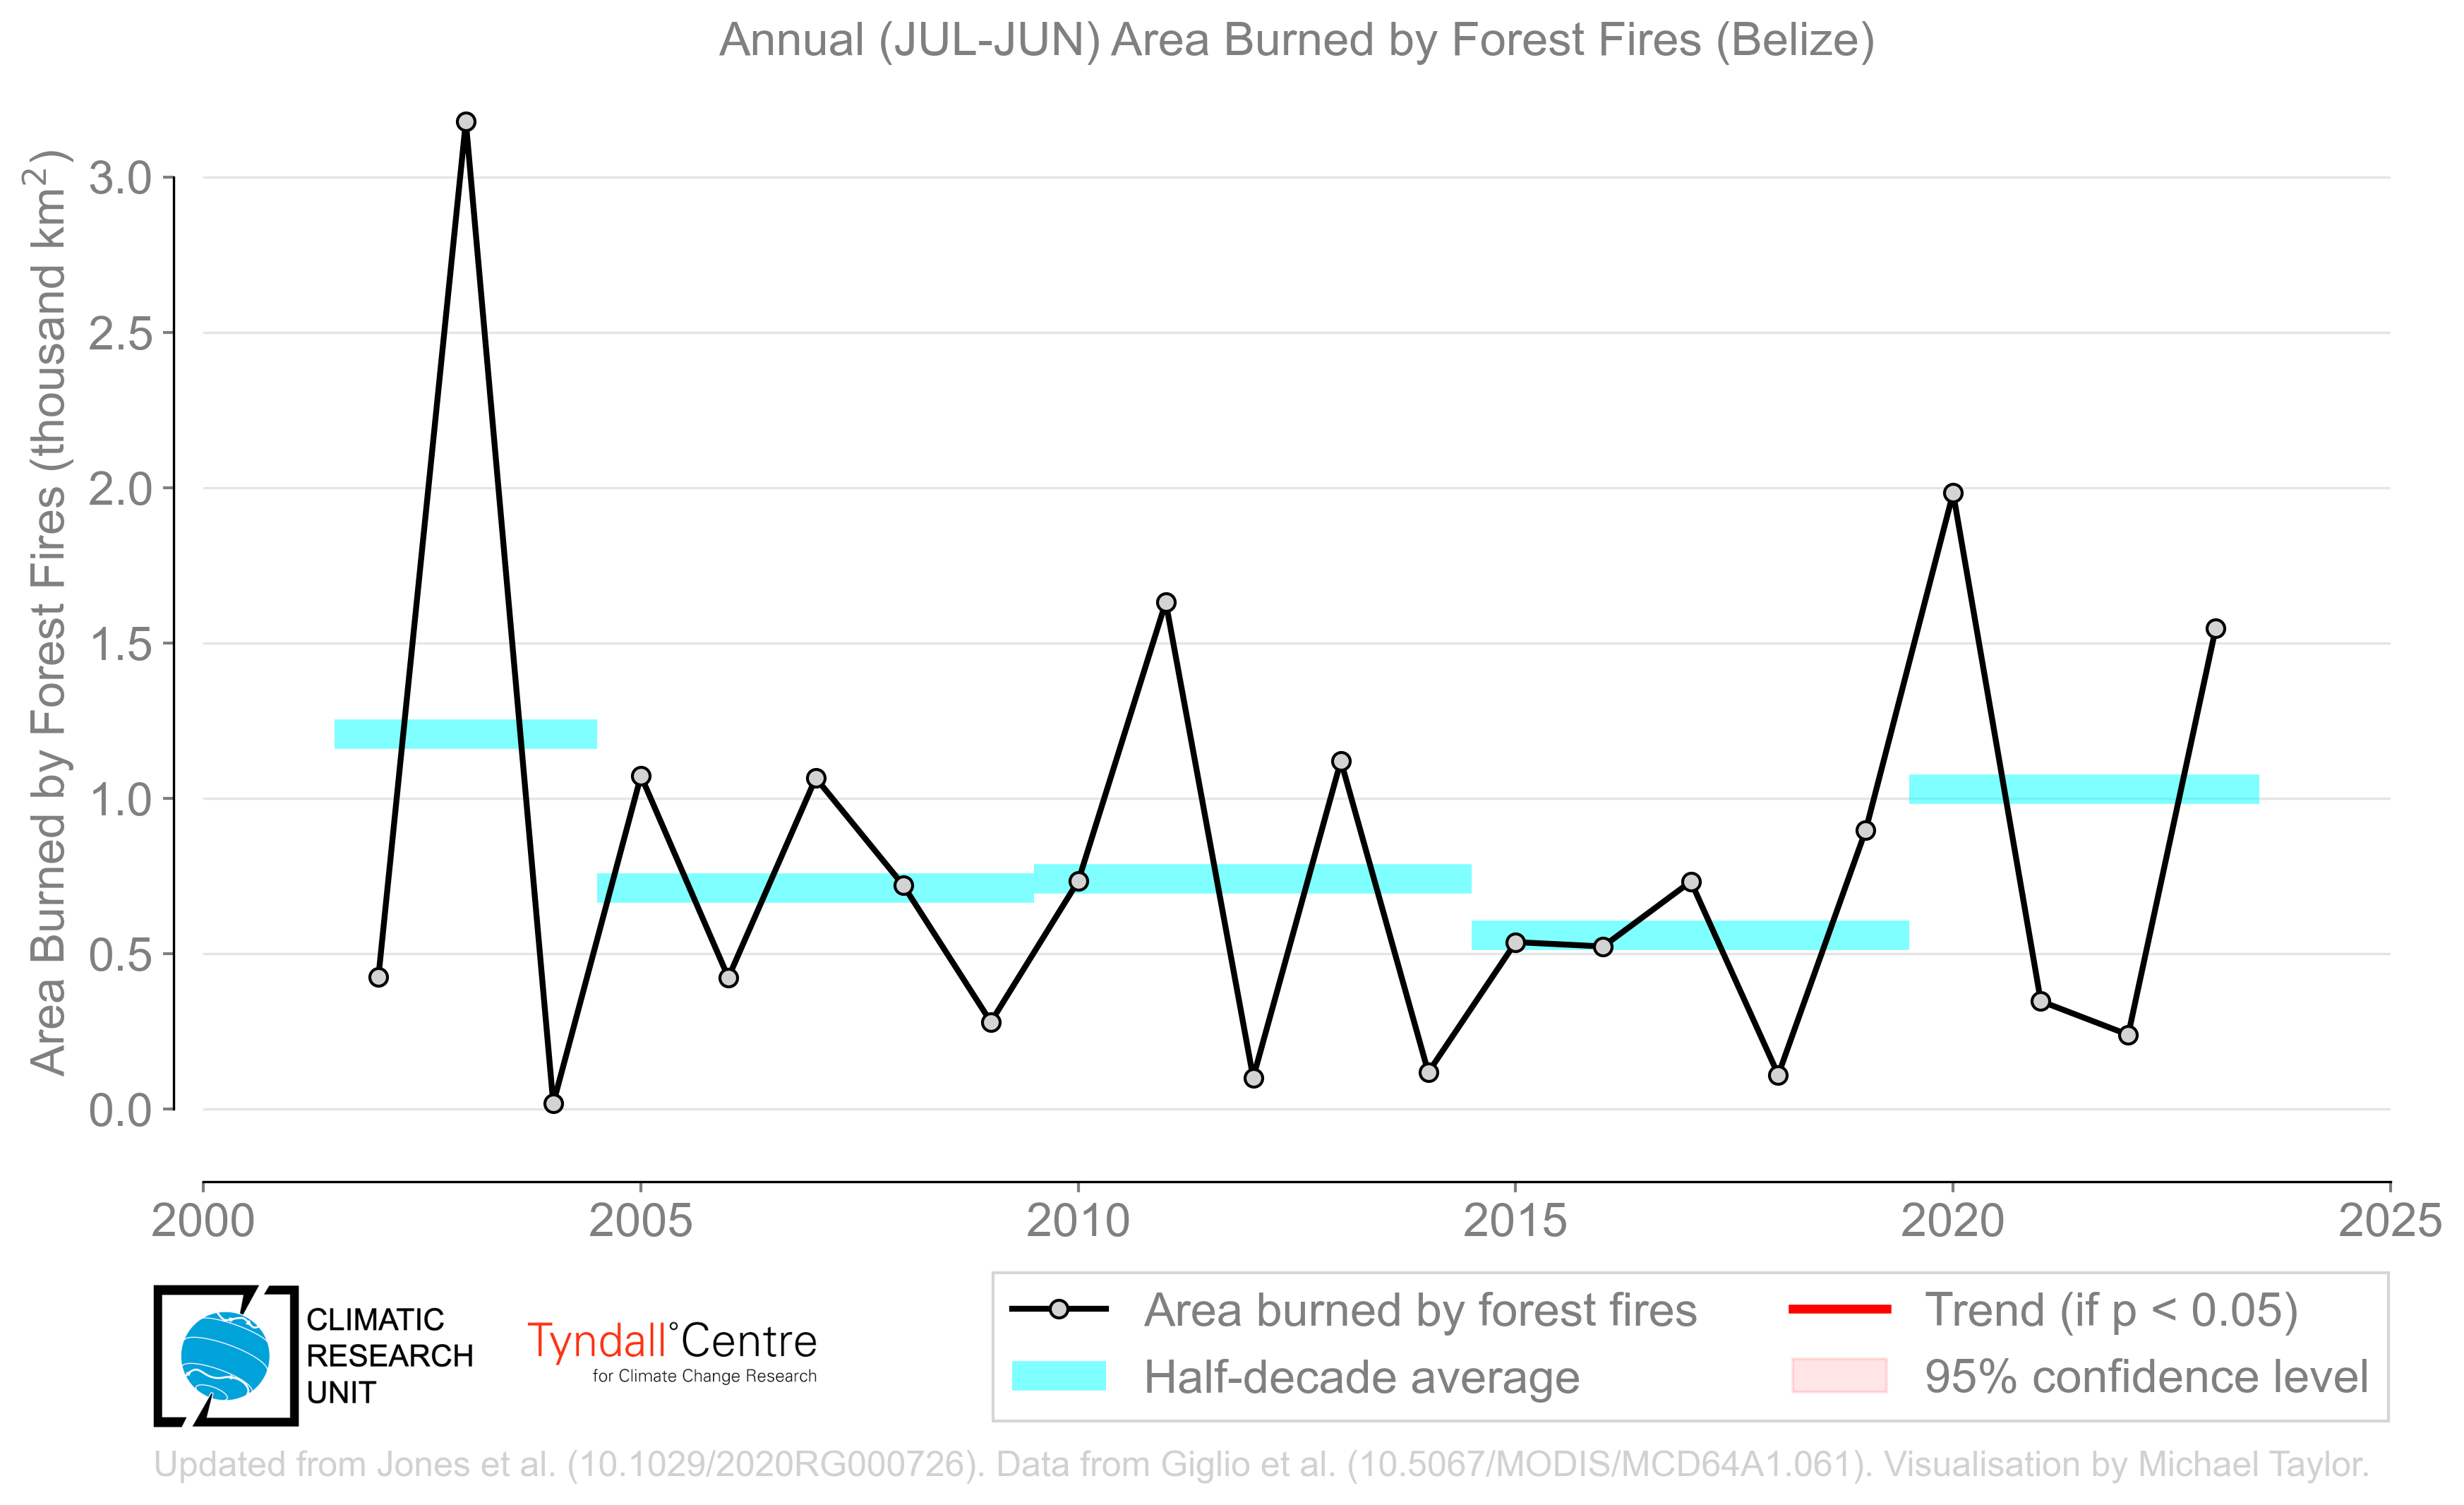 Annual (JUL-JUN) Area Burned by Forest Fires (Belize)
Area Burned by Forest Fires (thousand km²)
3.0
2.5
2.0
1.5
1.0
0.5
0.0
2000 2005 2010 2015 2020 2025
CLIMATIC
RESEARCH
UNIT
Tyndall°Centre
for Climate Change Research
Area burned by forest fires
Half-decade average
Trend (if p < 0.05)
95% confidence level
Updated from Jones et al. (10.1029/2020RG000726). Data from Giglio et al. (10.5067/MODIS/MCD64A1.061). Visualisation by Michael Taylor.